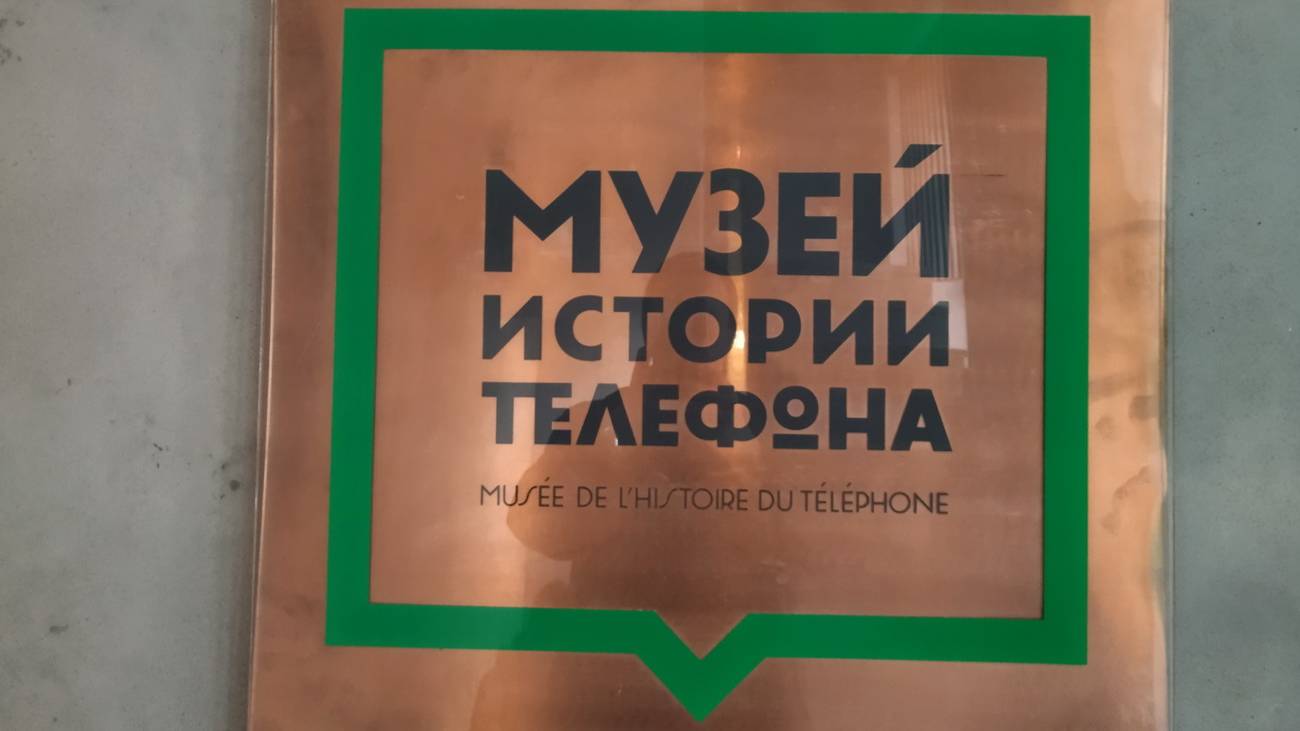 МУЗЕЙ
ИСТОРИИ
ТЕЛЕФОНА
MUSÉE DE L'HISTOIRE DU TÉLÉPHONE